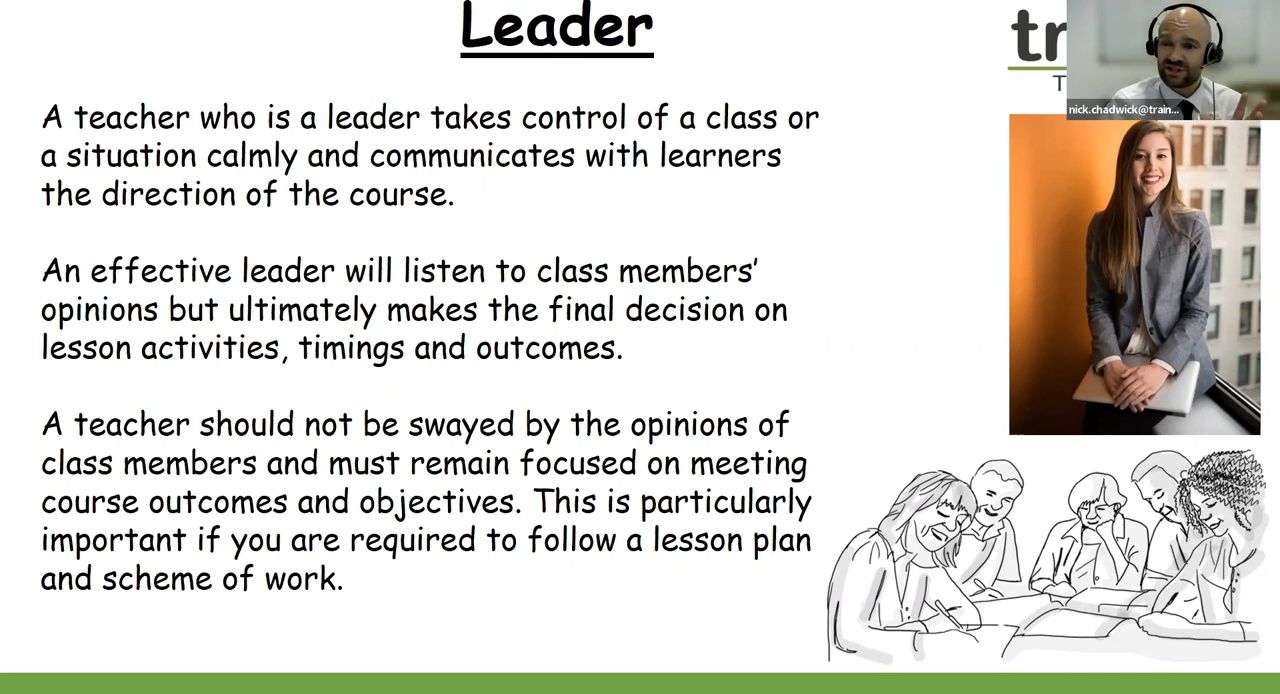 Leader
tr
T
nick.chadwick@train...
A teacher who is a leader takes control of a class or
a situation calmly and communicates with learners
the direction of the course.
An effective leader will listen to class members’
opinions but ultimately makes the final decision on
lesson activities, timings and outcomes.
A teacher should not be swayed by the opinions of
class members and must remain focused on meeting
course outcomes and objectives. This is particularly
important if you are required to follow a lesson plan
and scheme of work.